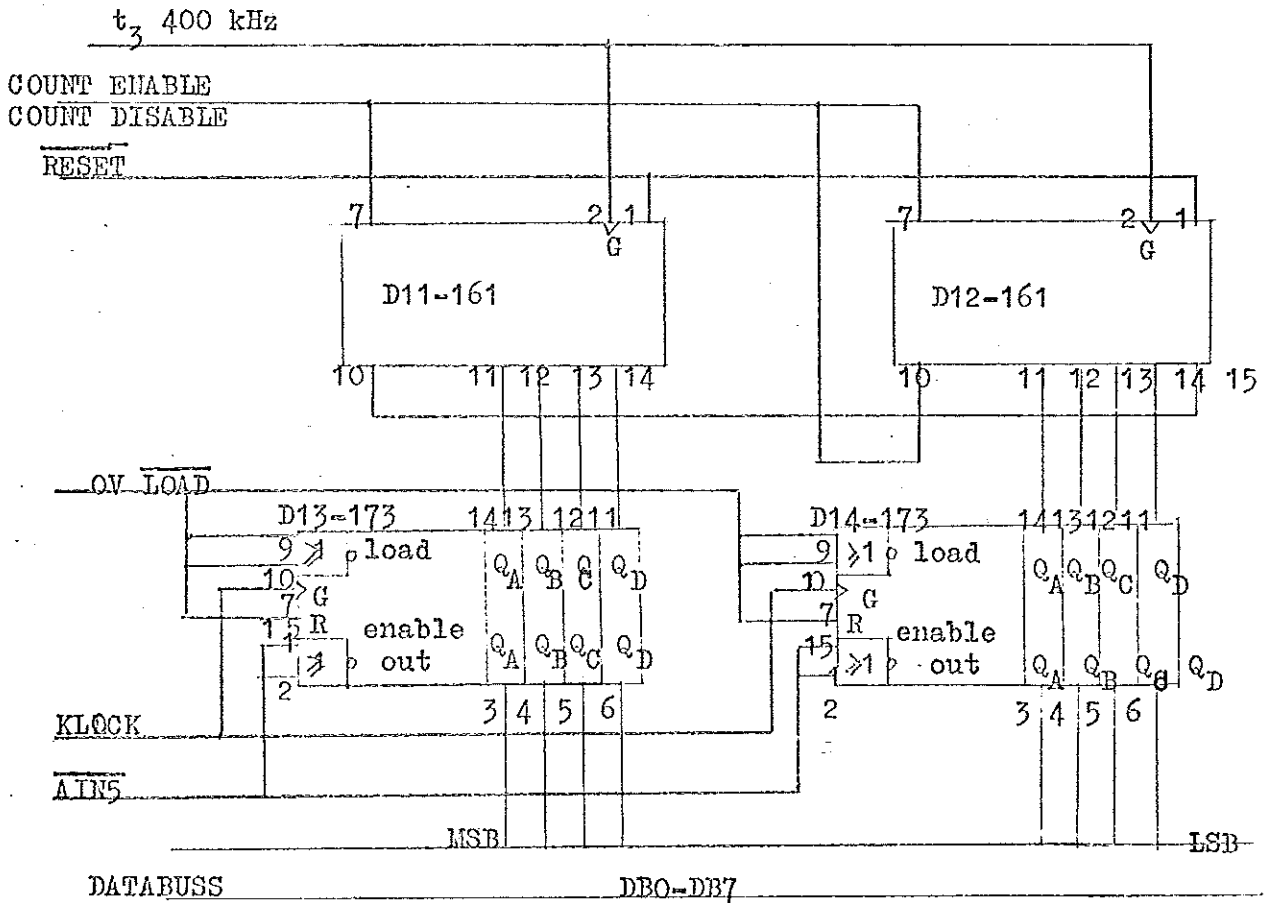 t3 400 kHz
COUNT ENABLE
COUNT DISABLE
RESET
7 2 1 7 2 1
G G
D11-161 D12-161
10 11 12 13 14 10 11 12 13 14 15
OV LOAD
D13-173 14 13 12 11 D14-173 14 13 12 11
9 ≥1 load QA QB QC QD 9 ≥1 load QA QB QC QD
10 G 10 G
7 R 7 R
15 enable enable
1 ≥1 out QA QB QC QD 15 ≥1 out QA QB QC QD
2 3 4 5 6 2 3 4 5 6
KLOCK
AIN5
MSB LSB
DATABUSS DB0-DB7